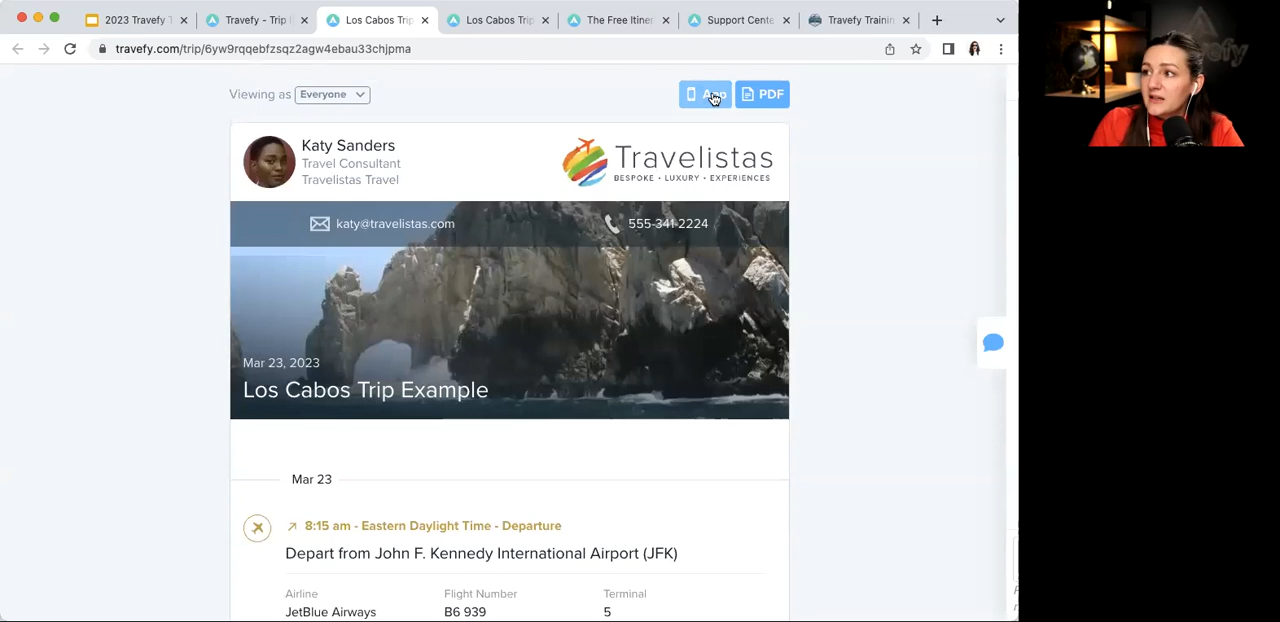 2023 Travefy T
Travefy - Trip
Los Cabos Trip
Los Cabos Trip
The Free Itiner
Support Cente
Travefy Trainin
travefy.com/trip/6yw9rqqebfzsqz2agw4ebau33chjpma
Viewing as Everyone
App
PDF
Katy Sanders
Travel Consultant
Travelistas Travel
Travelistas
BESPOKE • LUXURY • EXPERIENCES
katy@travelistas.com
555-341-2224
Mar 23, 2023
Los Cabos Trip Example
Mar 23
8:15 am - Eastern Daylight Time - Departure
Depart from John F. Kennedy International Airport (JFK)
Airline Flight Number Terminal
JetBlue Airways B6 939 5